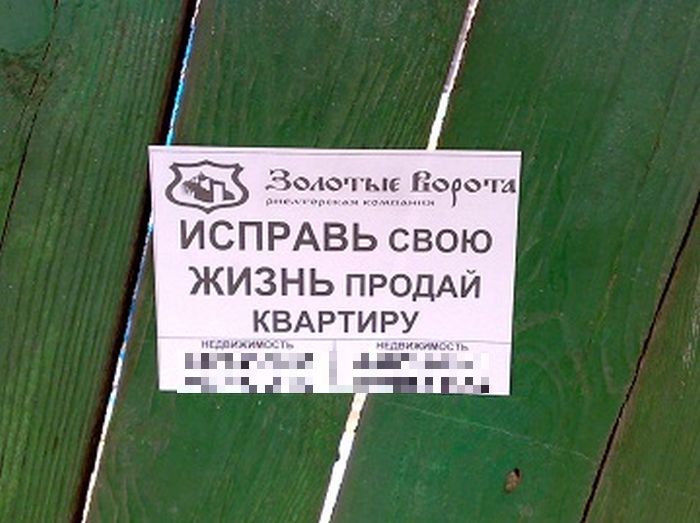 Золотые Ворота
риелторская компания
ИСПРАВЬ СВОЮ
ЖИЗНЬ ПРОДАЙ
КВАРТИРУ
НЕДВИЖИМОСТЬ НЕДВИЖИМОСТЬ